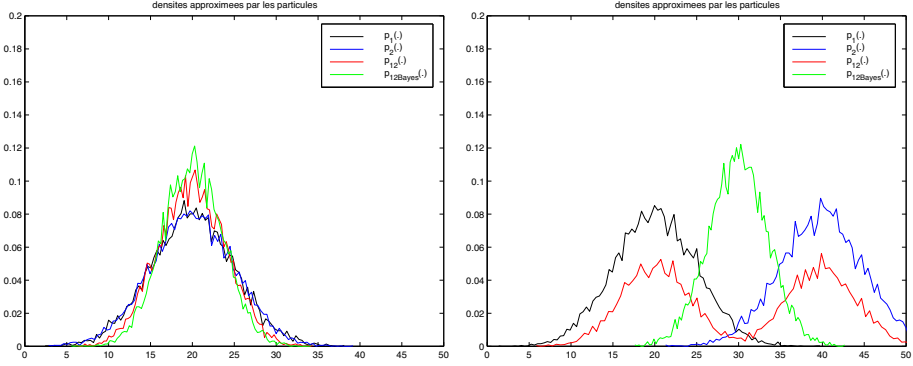 densites approximees par les particules
0.2
0.18
0.16
0.14
0.12
0.1
0.08
0.06
0.04
0.02
0
0 5 10 15 20 25 30 35 40 45 50
p1(.)
p2(.)
p12(.)
p12Bayes(.)
densites approximees par les particules
0.2
0.18
0.16
0.14
0.12
0.1
0.08
0.06
0.04
0.02
0
0 5 10 15 20 25 30 35 40 45 50
p1(.)
p2(.)
p12(.)
p12Bayes(.)